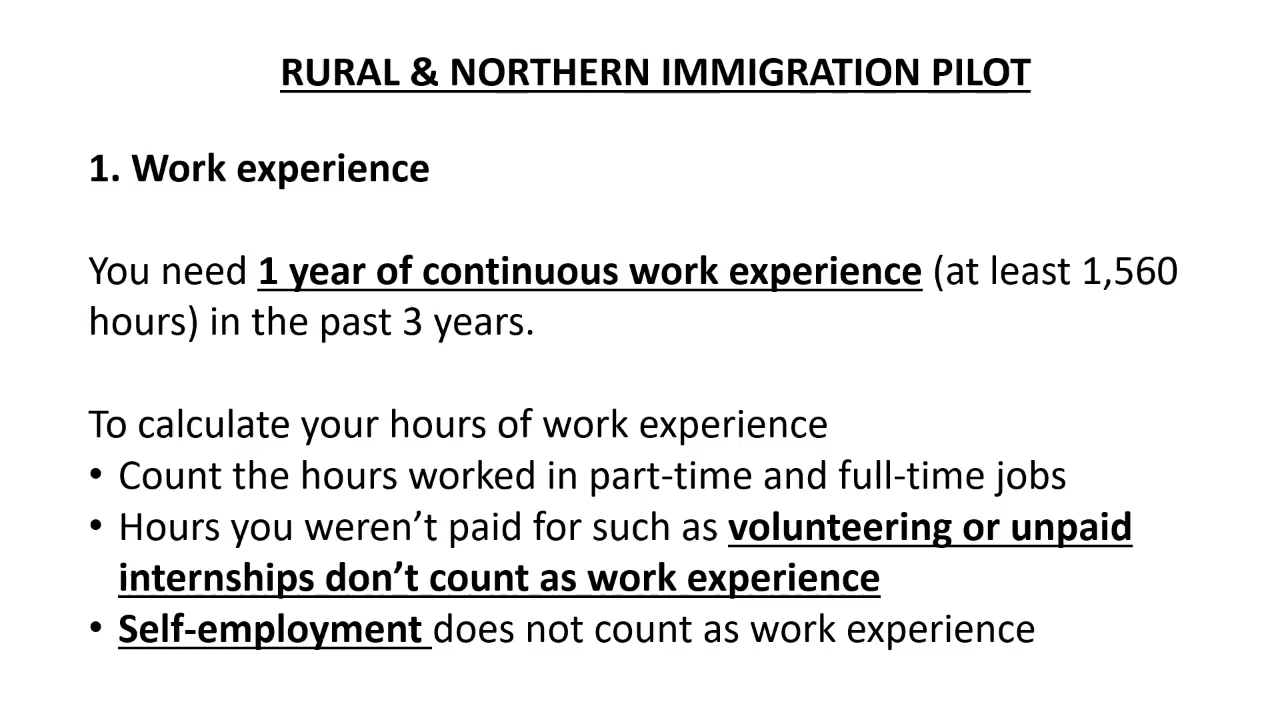 RURAL & NORTHERN IMMIGRATION PILOT
1. Work experience
You need 1 year of continuous work experience (at least 1,560
hours) in the past 3 years.
To calculate your hours of work experience
• Count the hours worked in part-time and full-time jobs
• Hours you weren’t paid for such as volunteering or unpaid
internships don’t count as work experience
• Self-employment does not count as work experience